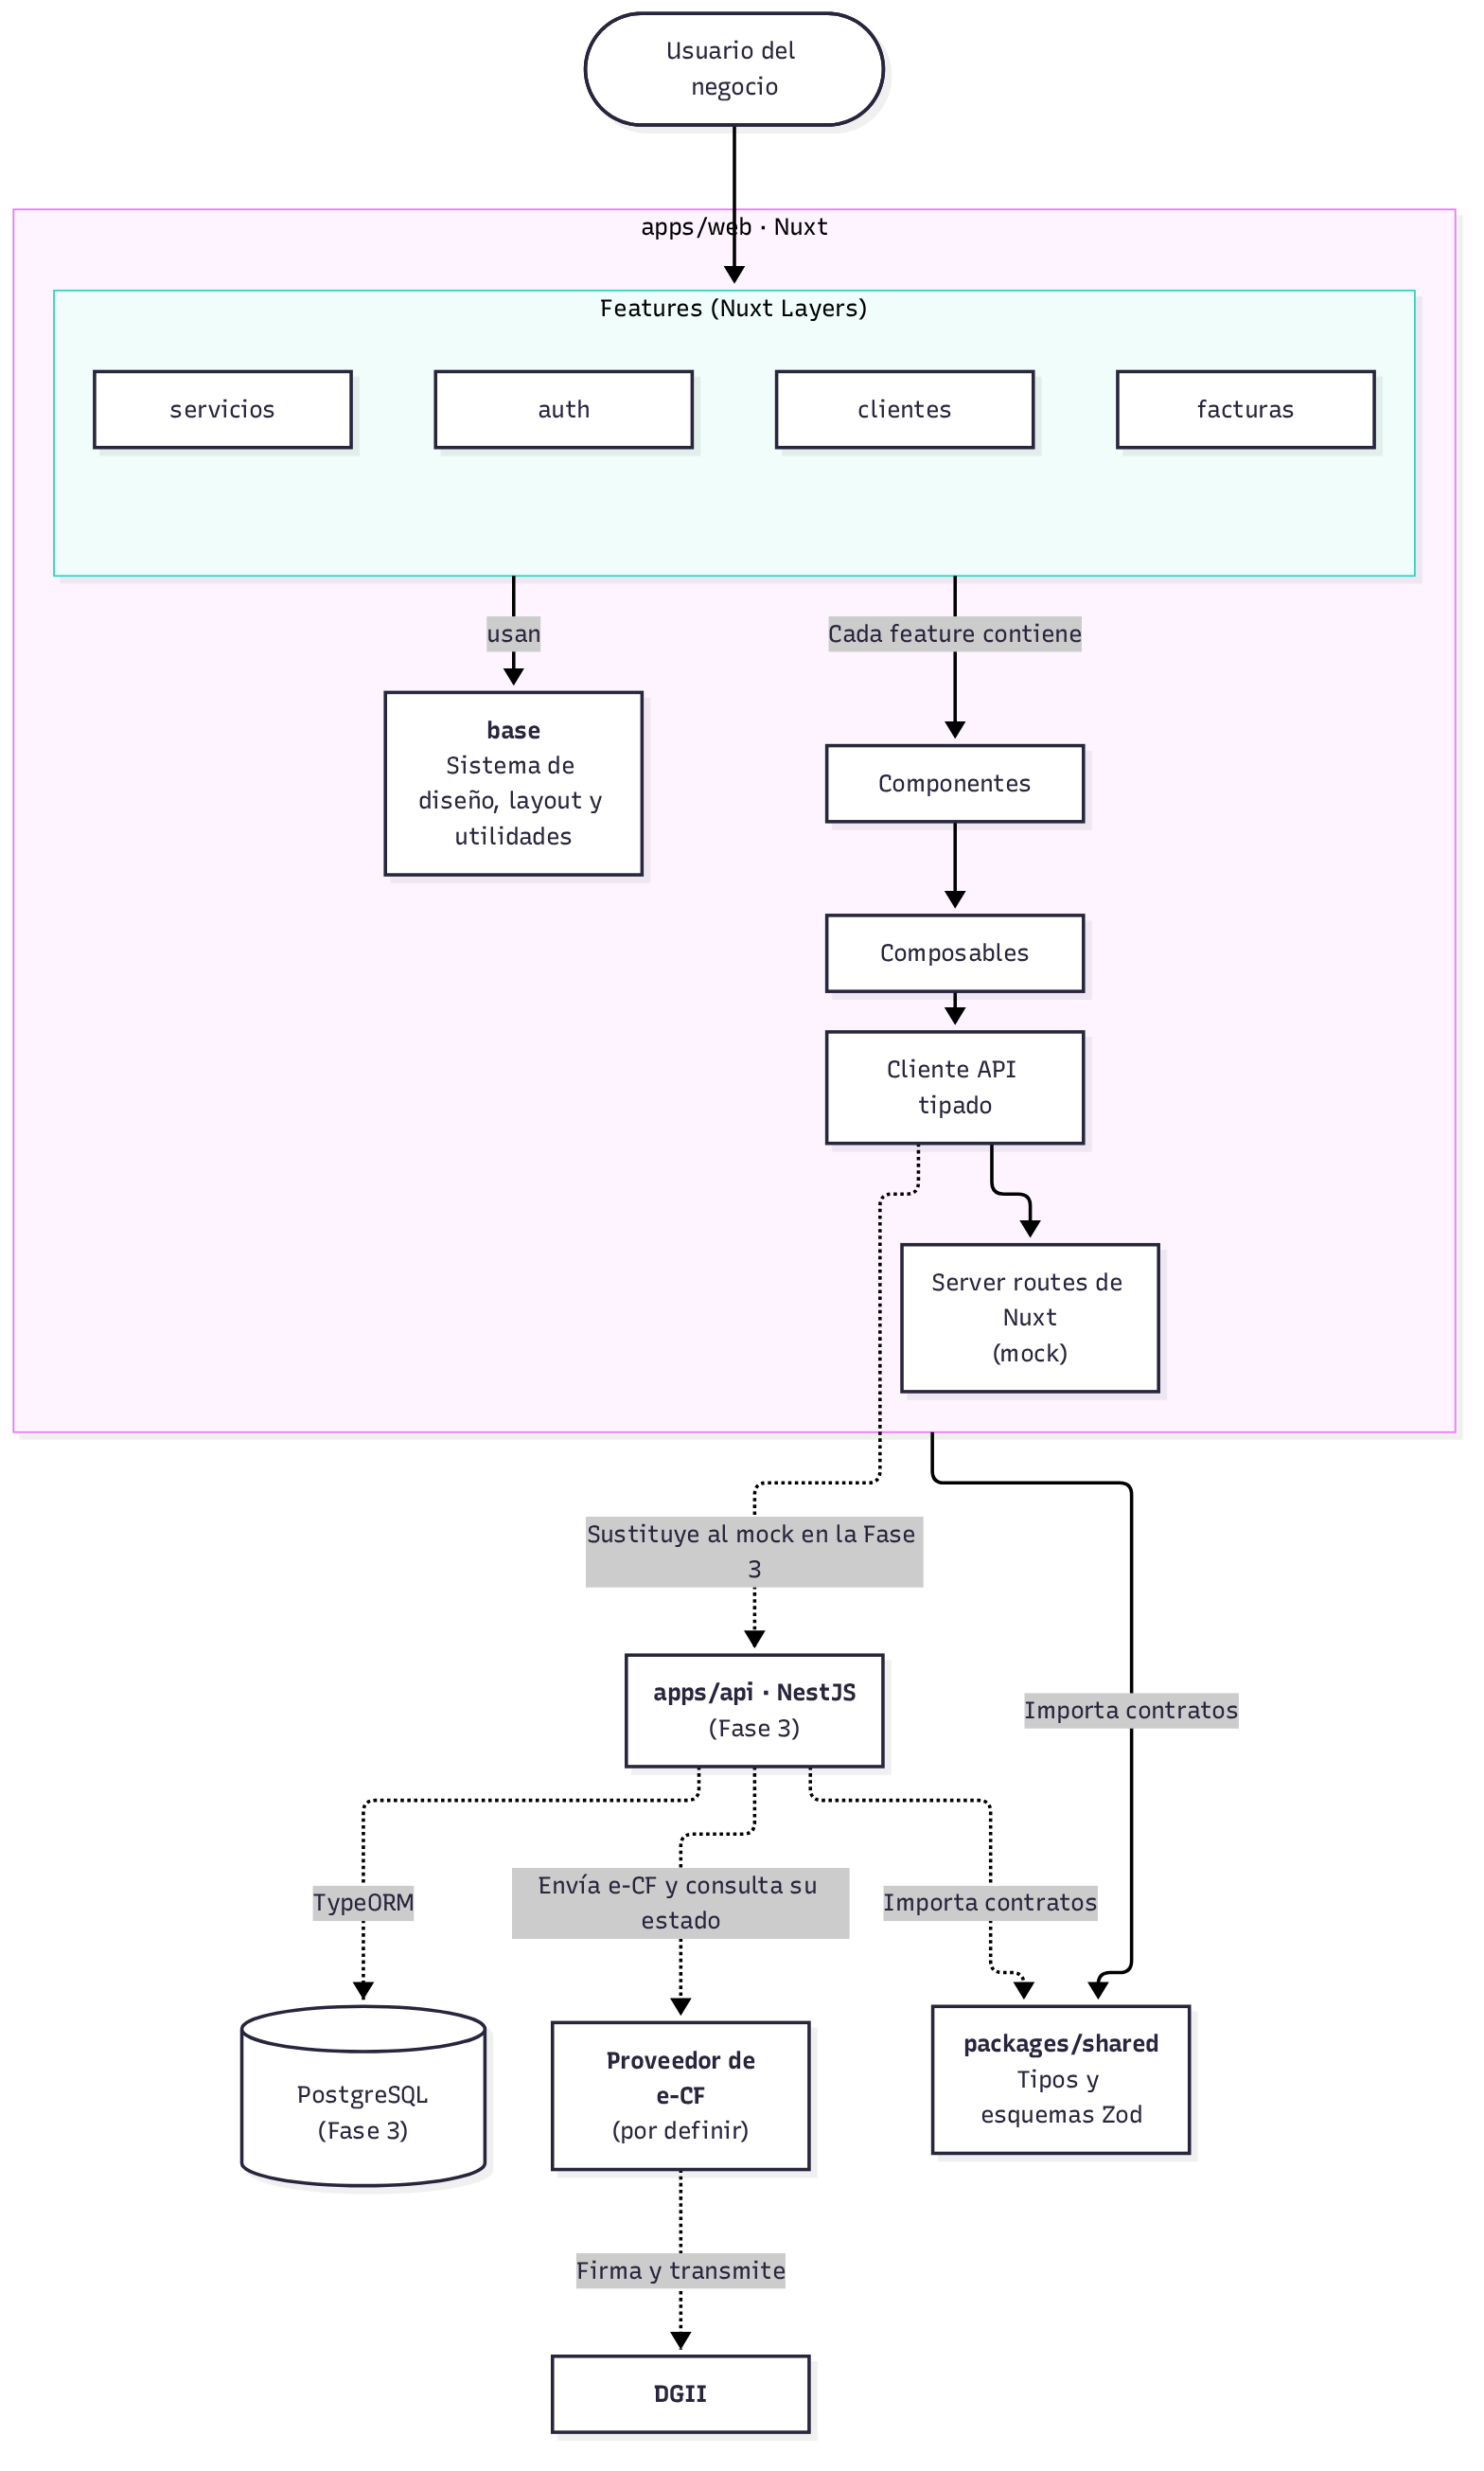 Usuario del
negocio
apps/web · Nuxt
Features (Nuxt Layers)
servicios
auth
clientes
facturas
usan
Cada feature contiene
base
Sistema de
diseño, layout y
utilidades
Componentes
Composables
Cliente API
tipado
Server routes de
Nuxt
(mock)
Sustituye al mock en la Fase
3
apps/api · NestJS
(Fase 3)
Importa contratos
TypeORM
Envía e-CF y consulta su
estado
Importa contratos
PostgreSQL
(Fase 3)
Proveedor de
e-CF
(por definir)
packages/shared
Tipos y
esquemas Zod
Firma y transmite
DGII